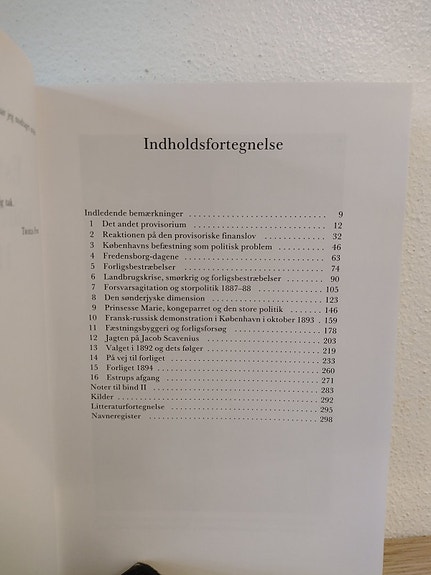 Indholdsfortegnelse
Indledende bemærkninger . . . . . . . . . . . . . . . . . . . . . . . . . . . . 9
1 Det andet provisorium . . . . . . . . . . . . . . . . . . . . . . . . . . . 12
2 Reaktionen på den provisoriske finanslov . . . . . . . . . . . . . . 32
3 Københavns befæstning som politisk problem . . . . . . . . . . . 46
4 Fredensborg-dagene . . . . . . . . . . . . . . . . . . . . . . . . . . . . 63
5 Forligsbestræbelser . . . . . . . . . . . . . . . . . . . . . . . . . . . . . 74
6 Landbrugskrise, smørkrig og forligsbestræbelser . . . . . . . . . 90
7 Forsvarsagitation og storpolitik 1887-88 . . . . . . . . . . . . . . 105
8 Den sønderjyske dimension . . . . . . . . . . . . . . . . . . . . . . 123
9 Prinsesse Marie, kongeparret og den store politik . . . . . . . 146
10 Fransk-russisk demonstration i København i oktober 1893 . 159
11 Fæstningsbyggeri og forligsforsøg . . . . . . . . . . . . . . . . . . 178
12 Jagten på Jacob Scavenius . . . . . . . . . . . . . . . . . . . . . . . 203
13 Valget i 1892 og dets følger . . . . . . . . . . . . . . . . . . . . . . 219
14 På vej til forliget . . . . . . . . . . . . . . . . . . . . . . . . . . . . . . 233
15 Forliget 1894 . . . . . . . . . . . . . . . . . . . . . . . . . . . . . . . . . 260
16 Estrups afgang . . . . . . . . . . . . . . . . . . . . . . . . . . . . . . . 271
Noter til bind II . . . . . . . . . . . . . . . . . . . . . . . . . . . . . . . . 283
Kilder . . . . . . . . . . . . . . . . . . . . . . . . . . . . . . . . . . . . . . . . 292
Litteraturfortegnelse . . . . . . . . . . . . . . . . . . . . . . . . . . . . . 295
Navneregister . . . . . . . . . . . . . . . . . . . . . . . . . . . . . . . . . . 298